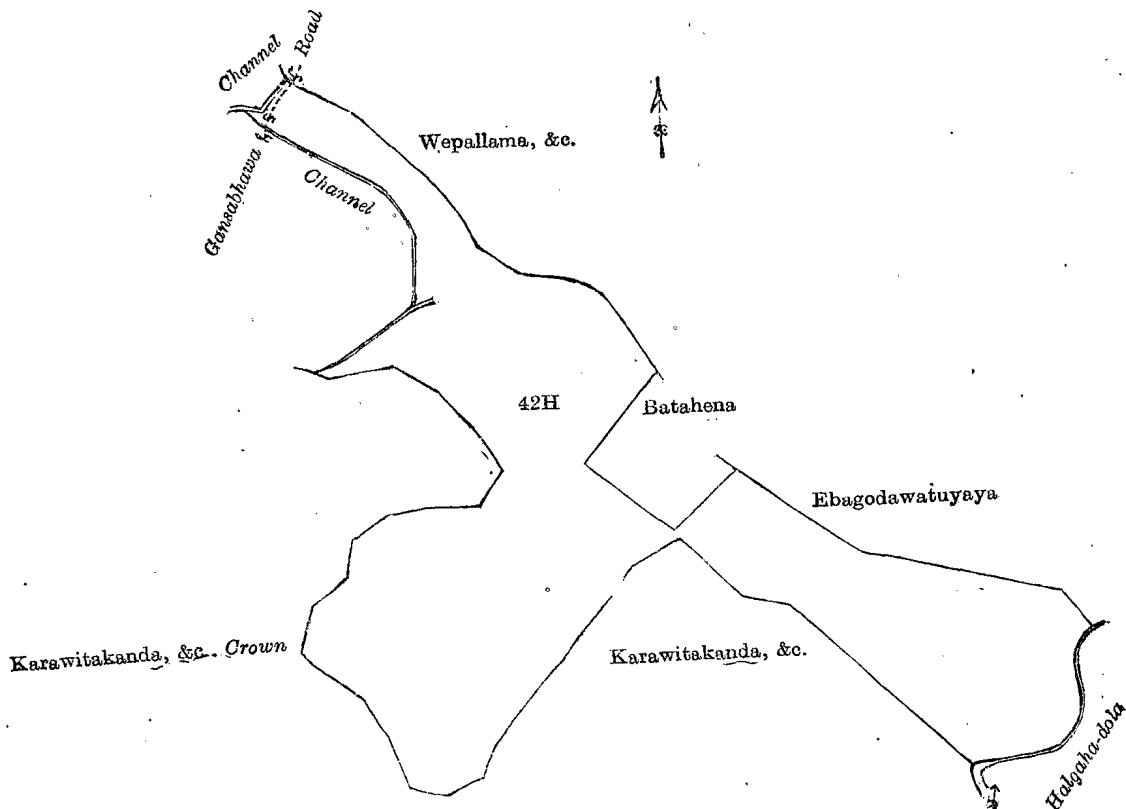 Channel
Road
Wepallama, &c.
Gansabhawa
Channel
42H
Batahena
Ebagodawatuyaya
Karawitakanda, &c. Crown
Karawitakanda, &c.
Halgaha-dola